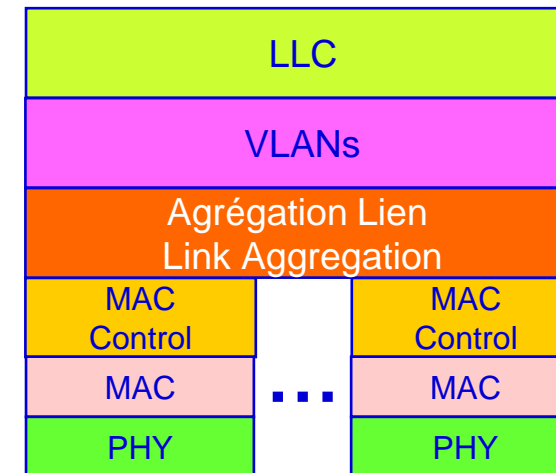 LLC
VLANs
Agrégation Lien
Link Aggregation
MAC
Control
MAC
Control
MAC
...
MAC
PHY
PHY